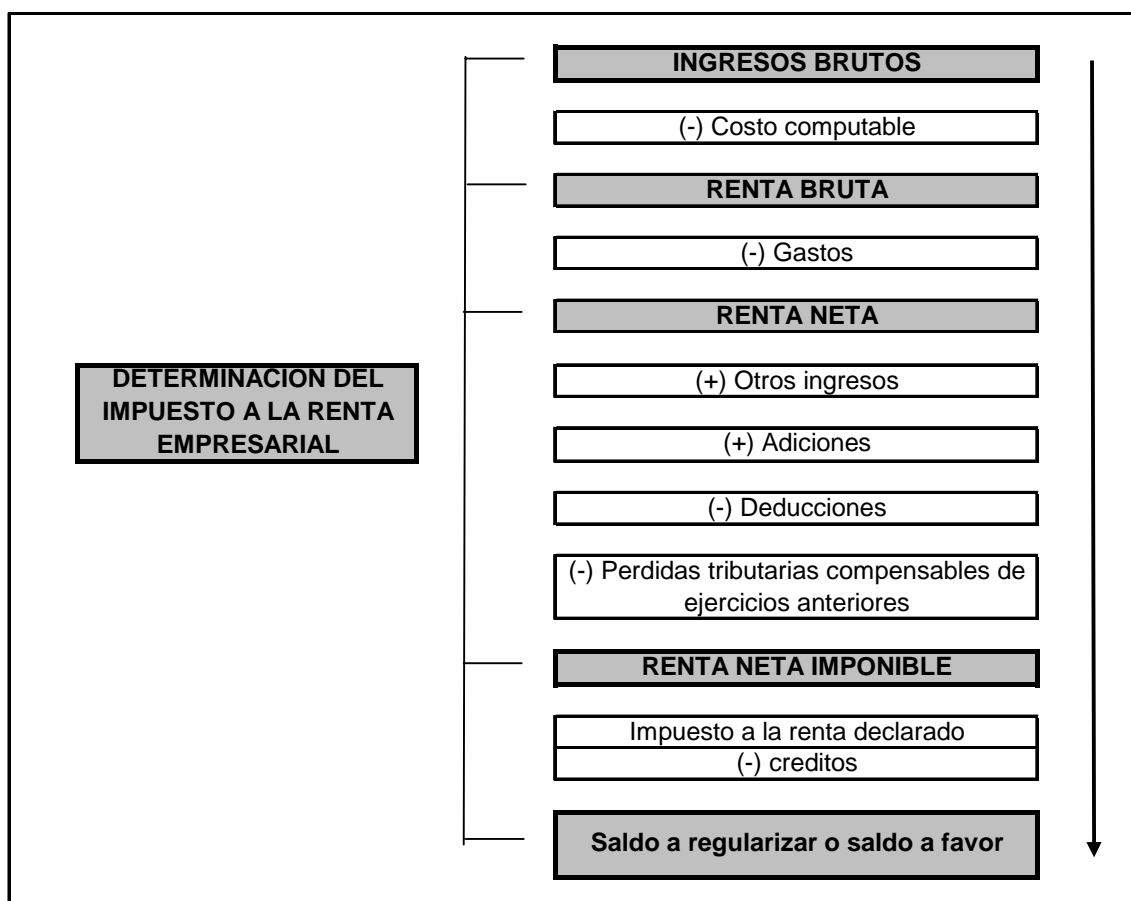 INGRESOS BRUTOS
(-) Costo computable
RENTA BRUTA
(-) Gastos
RENTA NETA
DETERMINACION DEL
IMPUESTO A LA RENTA
EMPRESARIAL
(+) Otros ingresos
(+) Adiciones
(-) Deducciones
(-) Perdidas tributarias compensables de
ejercicios anteriores
RENTA NETA IMPONIBLE
Impuesto a la renta declarado
(-) creditos
Saldo a regularizar o saldo a favor